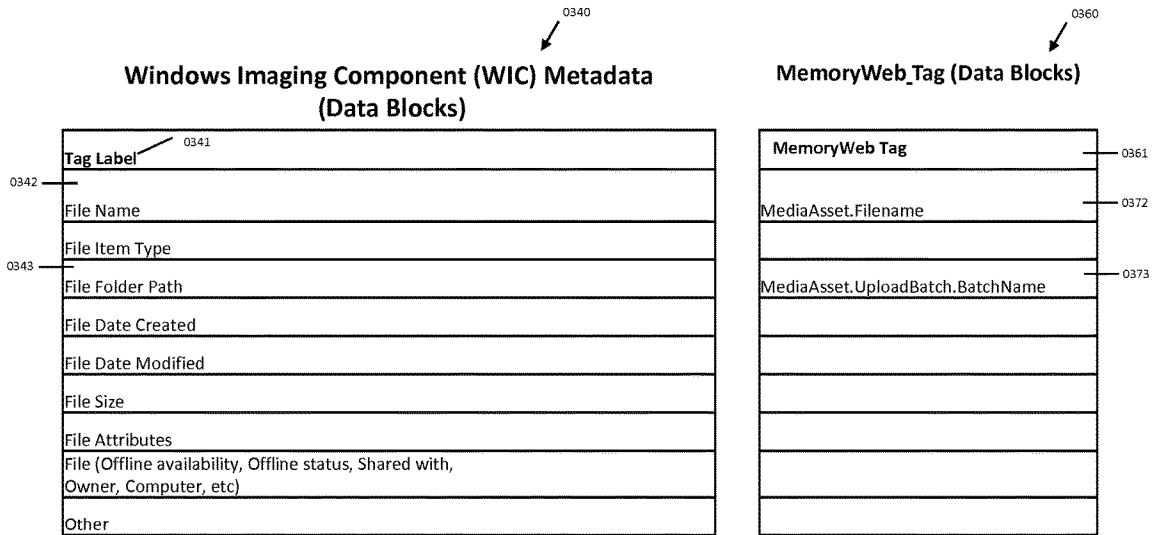 0340
0360
Windows Imaging Component (WIC) Metadata
(Data Blocks)
MemoryWeb_Tag (Data Blocks)
Tag Label
0341
MemoryWeb Tag
0361
0342
File Name
MediaAsset.Filename
0372
File Item Type
0343
File Folder Path
MediaAsset.UploadBatch.BatchName
0373
File Date Created
File Date Modified
File Size
File Attributes
File (Offline availability, Offline status, Shared with,
Owner, Computer, etc)
Other